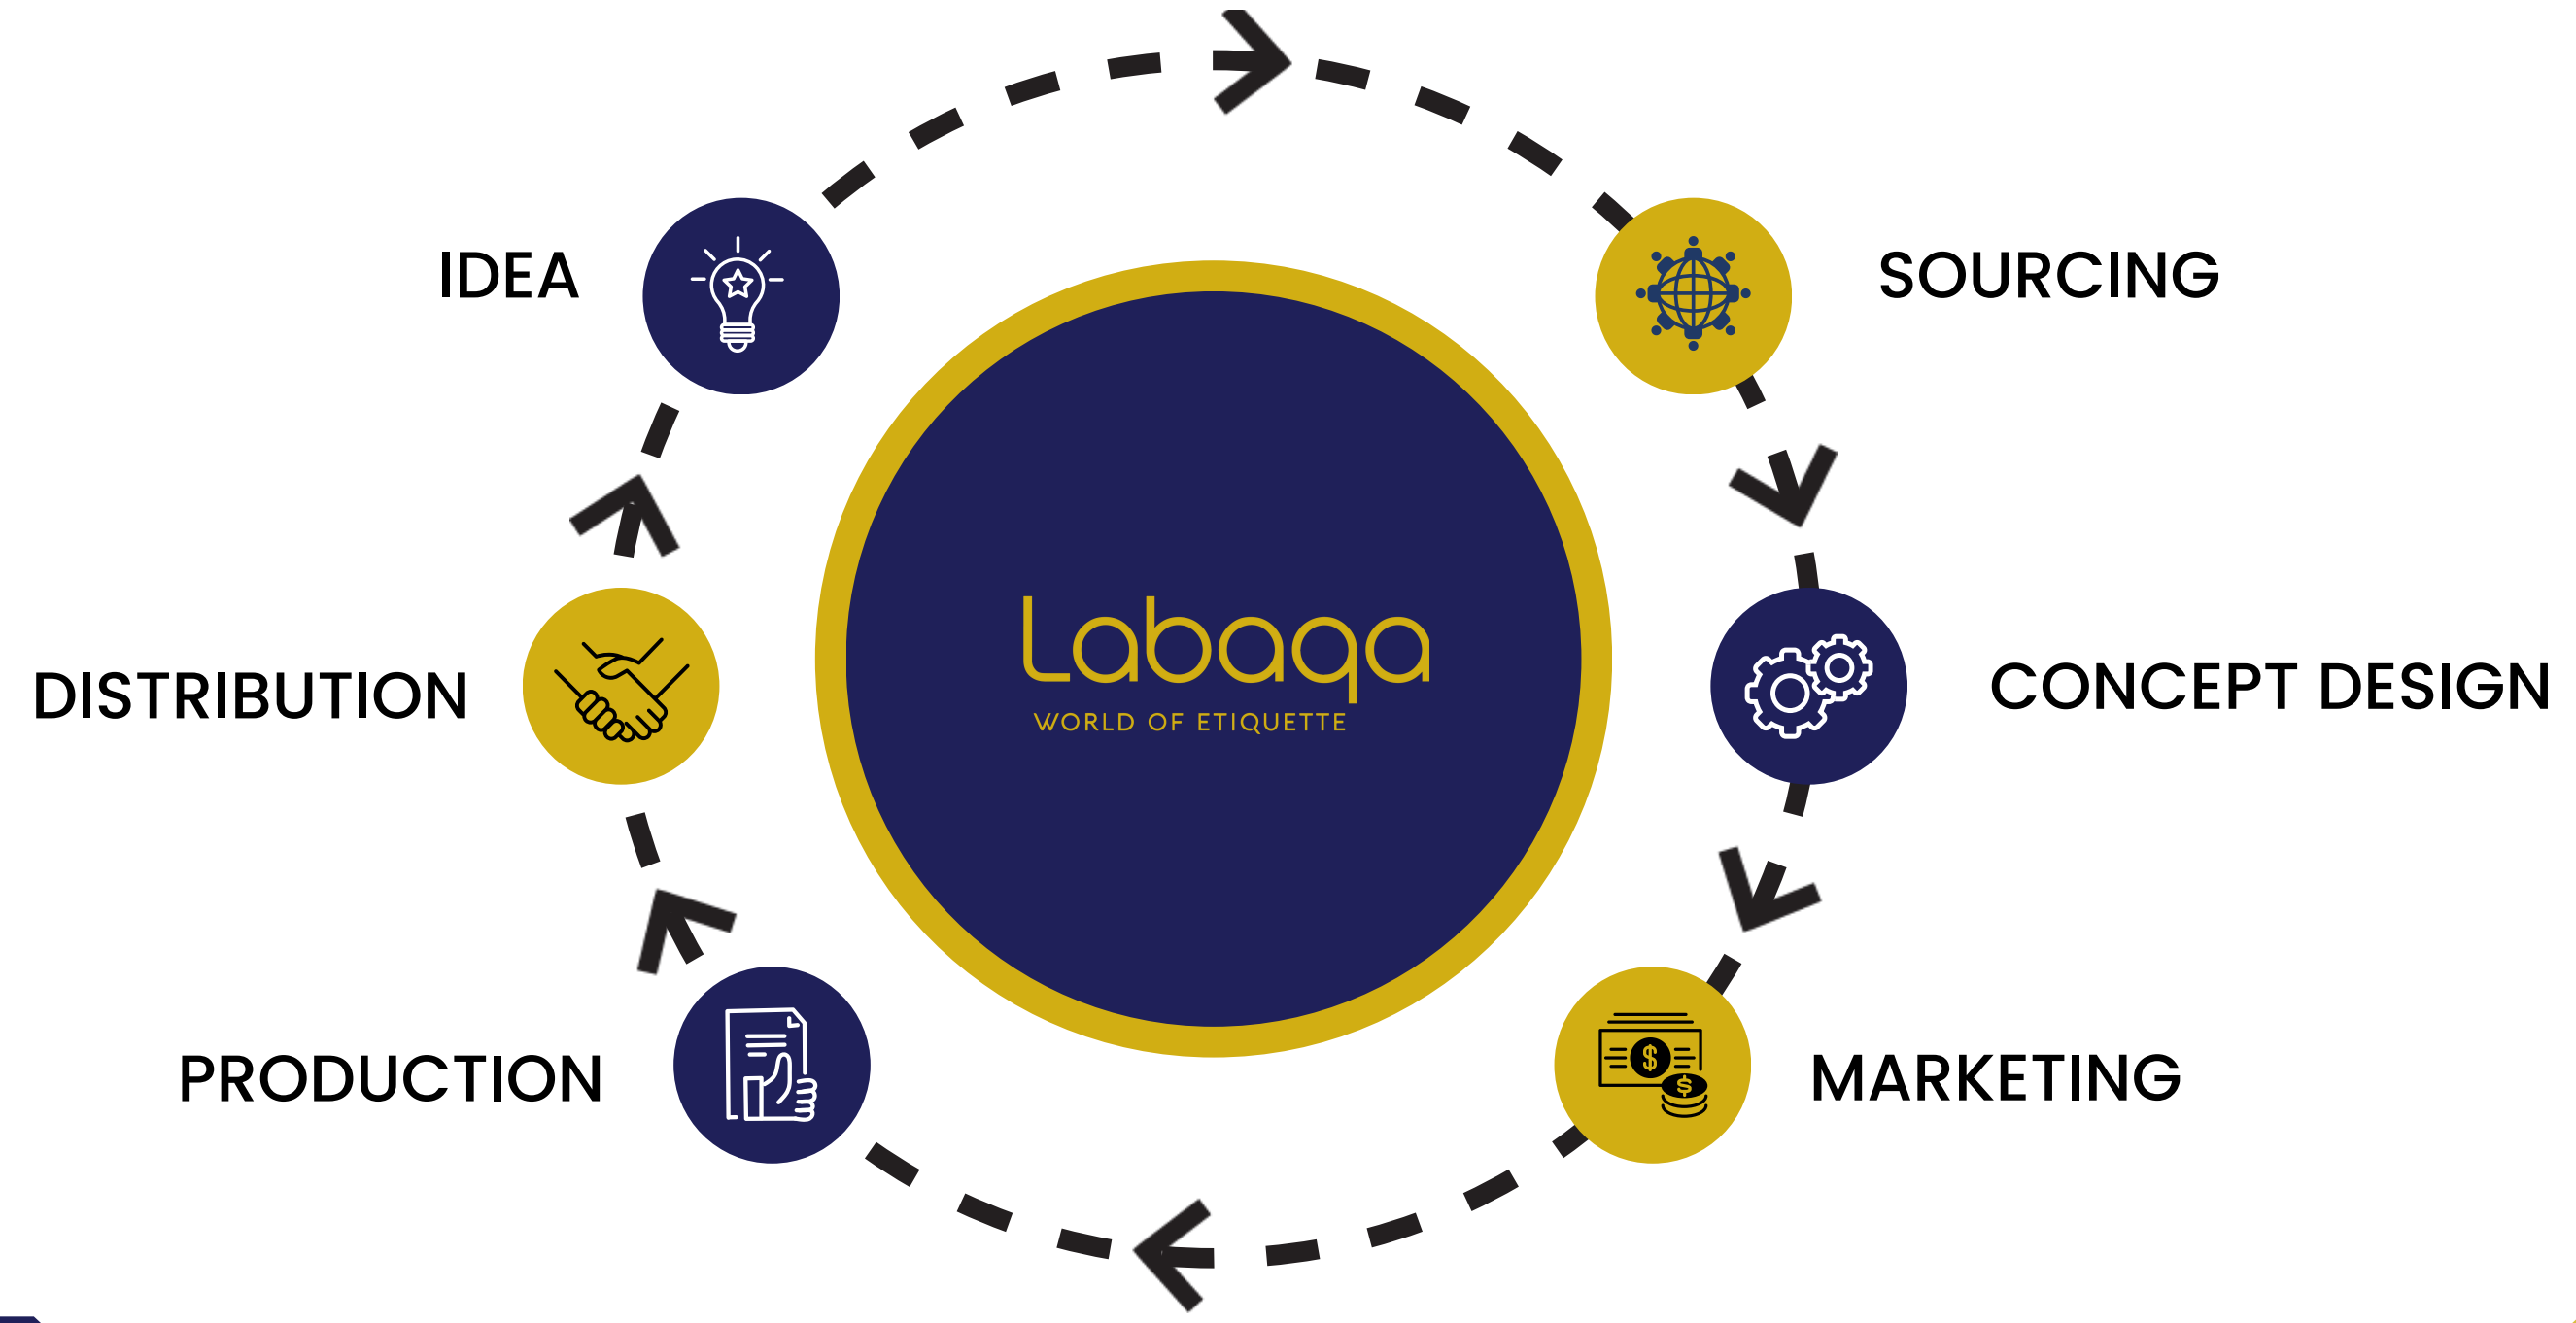 IDEA
SOURCING
DISTRIBUTION
CONCEPT DESIGN
Labaqa
WORLD OF ETIQUETTE
PRODUCTION
MARKETING
$
$